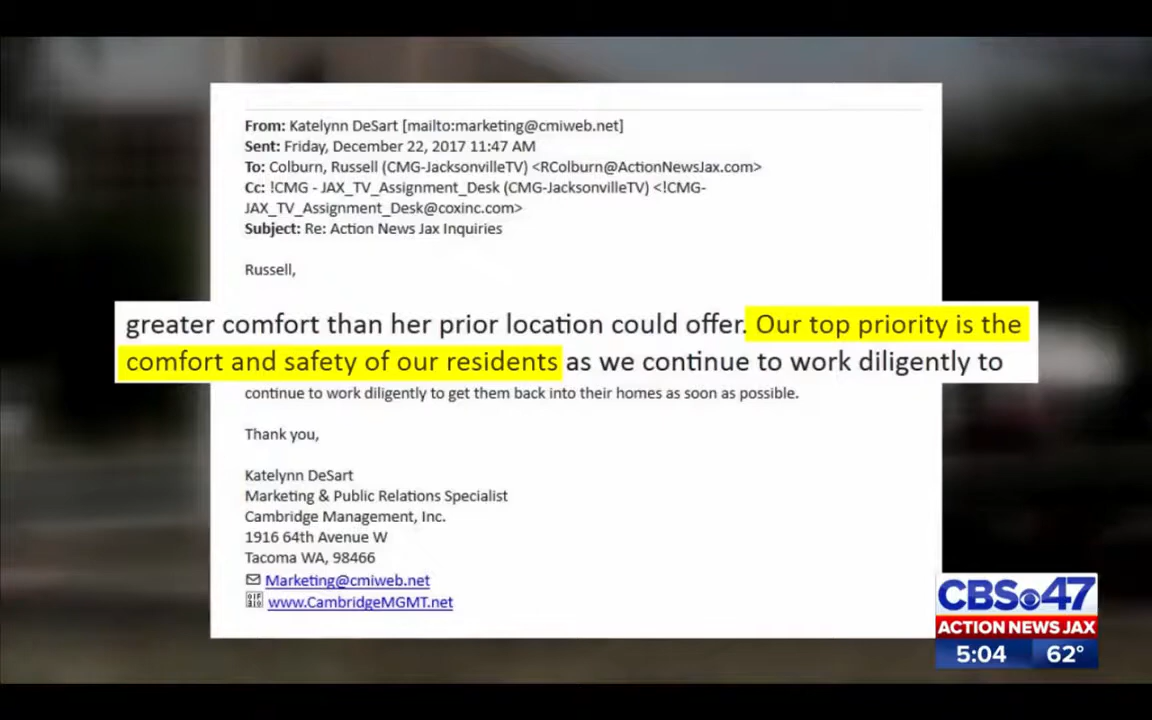 From: Katelynn DeSart [mailto:marketing@cmiweb.net]
Sent: Friday, December 22, 2017 11:47 AM
To: Colburn, Russell (CMG-JacksonvilleTV) <RColburn@ActionNewsJax.com>
Cc: !CMG - JAX_TV_Assignment_Desk (CMG-JacksonvilleTV) <!CMG-
JAX_TV_Assignment_Desk@coxinc.com>
Subject: Re: Action News Jax Inquiries
Russell,
greater comfort than her prior location could offer. Our top priority is the
comfort and safety of our residents as we continue to work diligently to
continue to work diligently to get them back into their homes as soon as possible.
Thank you,
Katelynn DeSart
Marketing & Public Relations Specialist
Cambridge Management, Inc.
1916 64th Avenue W
Tacoma WA, 98466
Marketing@cmiweb.net
www.CambridgeMGMT.net
CBS 47
ACTION NEWS JAX
5:04 62°